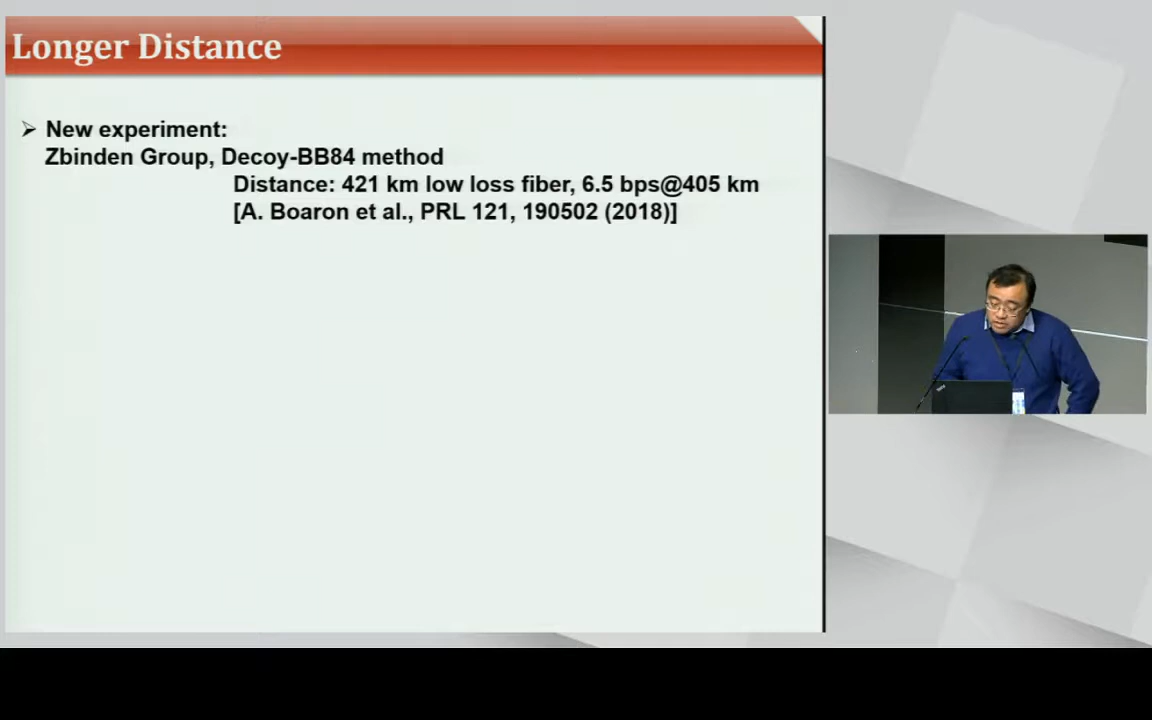 Longer Distance
➢ New experiment:
Zbinden Group, Decoy-BB84 method
Distance: 421 km low loss fiber, 6.5 bps@405 km
[A. Boaron et al., PRL 121, 190502 (2018)]